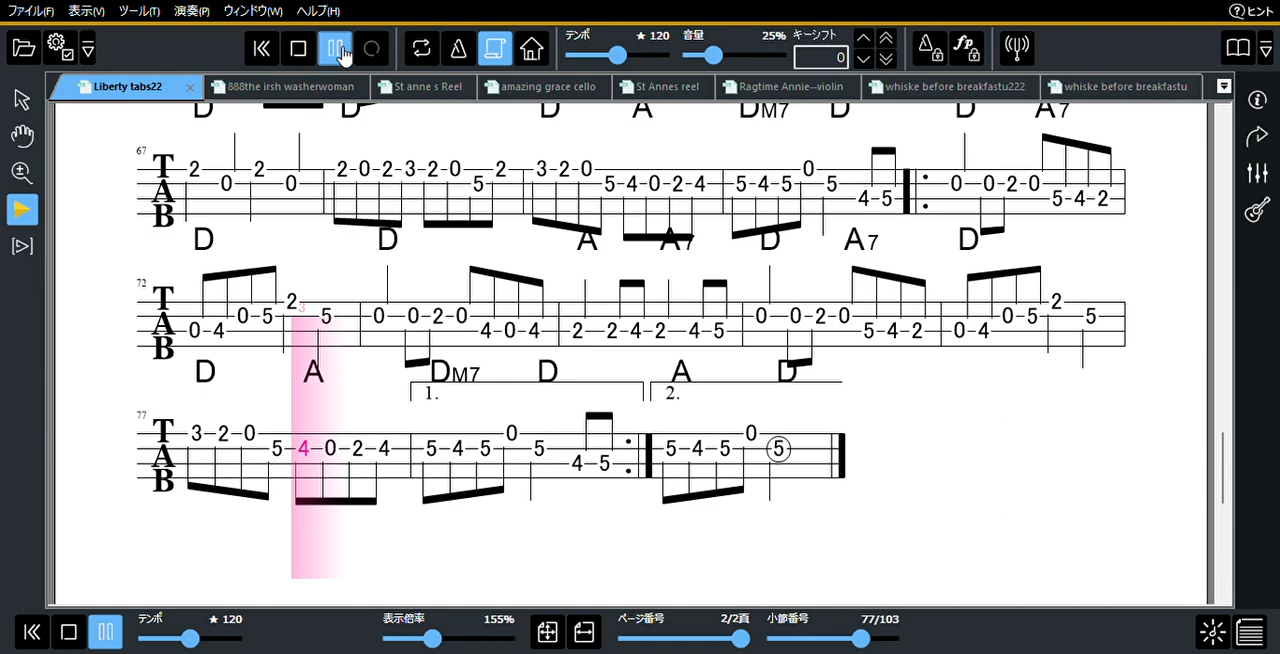 ファイル(F) 表示(V) ツール(T) 演奏(P) ウィンドウ(W) ヘルプ(H) ? ヒント
テンポ ★ 120 音量 25% キーシフト
0
Liberty tabs22 × 888the irsh washerwoman St anne s Reel amazing grace cello St Annes reel Ragtime Annie--violin whiske before breakfastu222 whiske before breakfastu
D D D A DM7 D D A7
67
TAB 2 0 2 0 2 0 2 3 2 0 5 2 3 2 0 5 4 0 2 4 5 4 5 0 5 4 5 0 0 2 0 5 4 2
D D A A7 D A7 D
72
TAB 0 4 0 5 2 3 5 0 0 2 0 4 0 4 2 2 4 2 4 5 0 0 2 0 5 4 2 0 4 0 5 2 5
D A DM7 D A D
1. 2.
77
TAB 3 2 0 5 4 0 2 4 5 4 5 0 5 4 5 5 4 5 0 5
テンポ ★ 120 表示倍率 155% ページ番号 2/2頁 小節番号 77/103